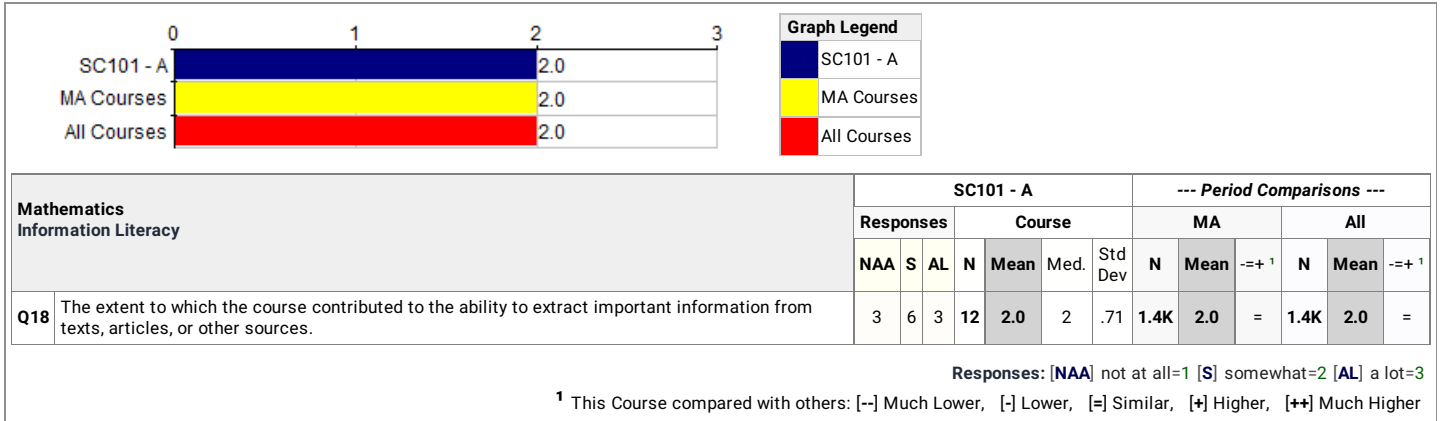 0 1 2 3
SC101 - A 2.0
MA Courses 2.0
All Courses 2.0
Graph Legend
SC101 - A
MA Courses
All Courses
Mathematics
Information Literacy
SC101 - A --- Period Comparisons ---
Responses Course MA All
NAA S AL N Mean Med. Std Dev N Mean -=+ ¹ N Mean -=+ ¹
Q18 The extent to which the course contributed to the ability to extract important information from
texts, articles, or other sources.
3 6 3 12 2.0 2 .71 1.4K 2.0 = 1.4K 2.0 =
Responses: [NAA] not at all=1 [S] somewhat=2 [AL] a lot=3
¹ This Course compared with others: [--] Much Lower, [-] Lower, [=] Similar, [+] Higher, [++] Much Higher